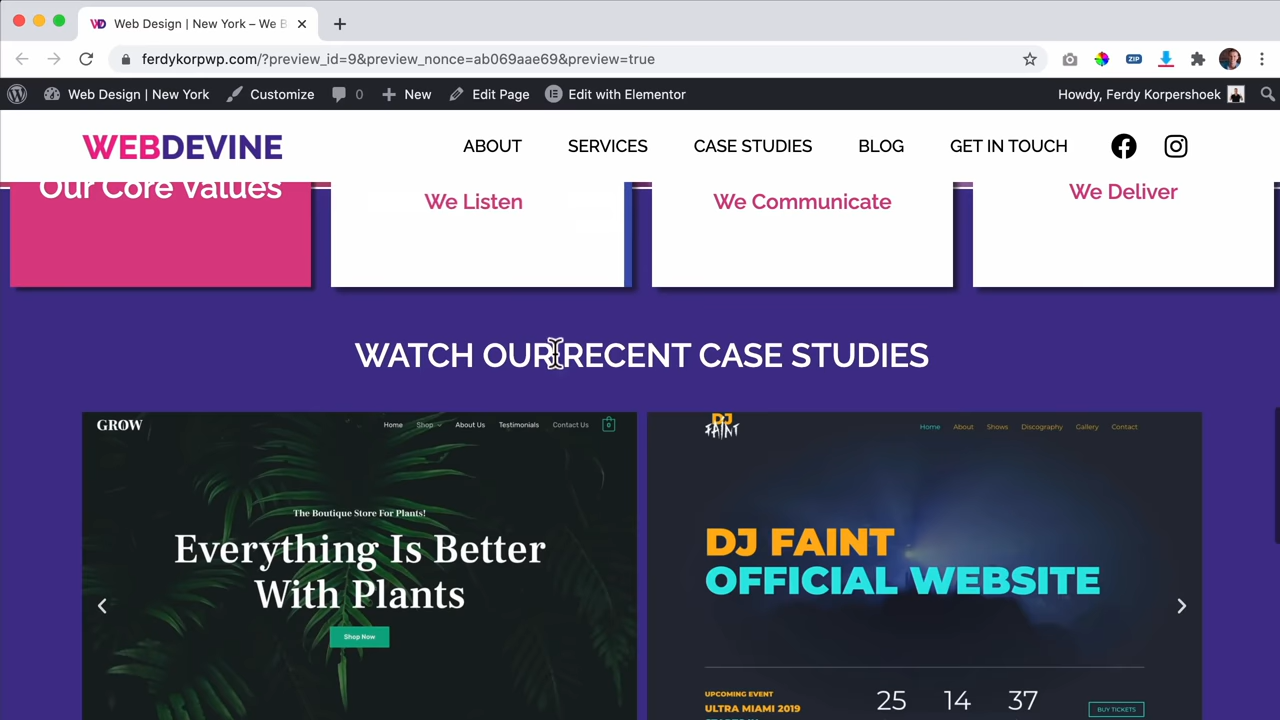 Web Design | New York – We B
ferdykorpwp.com/?preview_id=9&preview_nonce=ab069aae69&preview=true
ZIP
Web Design | New York
Customize
0
New
Edit Page
Edit with Elementor
Howdy, Ferdy Korpershoek
WEBDEVINE
ABOUT
SERVICES
CASE STUDIES
BLOG
GET IN TOUCH
Our Core Values
We Listen
We Communicate
We Deliver
WATCH OUR RECENT CASE STUDIES
GROW
Home
Shop
About Us
Testimonials
Contact Us
0
The Boutique Store For Plants!
Everything Is Better
With Plants
Shop Now
DJ
FAINT
Home
About
Shows
Discography
Gallery
Contact
DJ FAINT
OFFICIAL WEBSITE
UPCOMING EVENT
ULTRA MIAMI 2019
25
14
37
BUY TICKETS